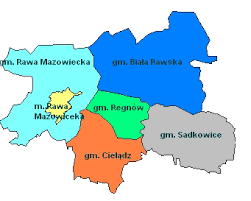 gm. Rawa Mazowiecka
gm. Biała Rawska
m. Rawa
Mazowiecka
gm. Regnów
gm. Sadkowice
gm. Cielądz